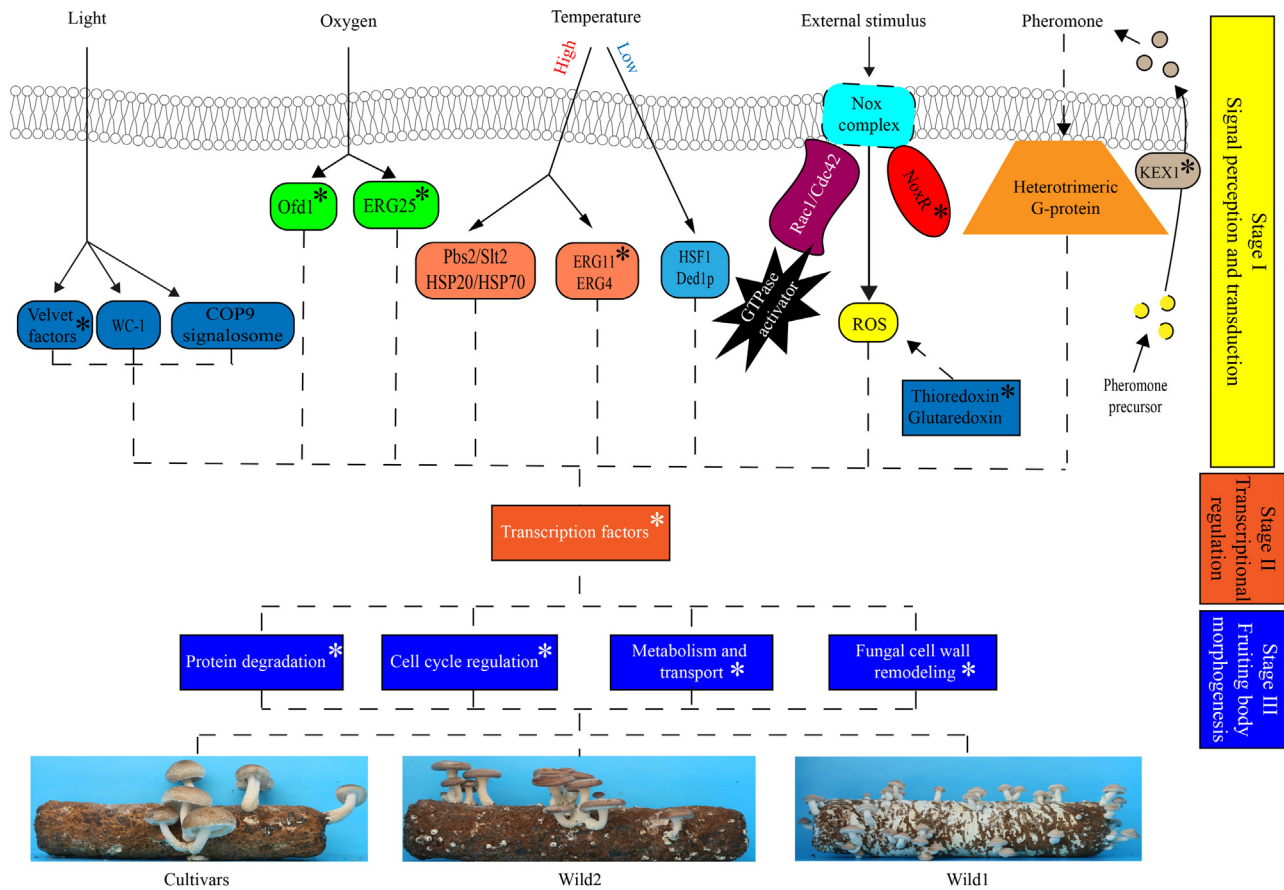 Light
Oxygen
Temperature
External stimulus
Pheromone
High
Low
Nox
complex
Rac1/Cdc42
NoxR*
KEX1*
Heterotrimeric
G-protein
Ofd1*
ERG25*
Pbs2/Slt2
HSP20/HSP70
ERG11*
ERG4
HSF1
Ded1p
GTPase
activator
Velvet
factors*
WC-1
COP9
signalosome
ROS
Thioredoxin*
Glutaredoxin
Pheromone
precursor
Stage I
Signal perception and transduction
Transcription factors*
Stage II
Transcriptional
regulation
Protein degradation*
Cell cycle regulation*
Metabolism and
transport*
Fungal cell wall
remodeling*
Stage III
Fruiting body
morphogenesis
Cultivars
Wild2
Wild1